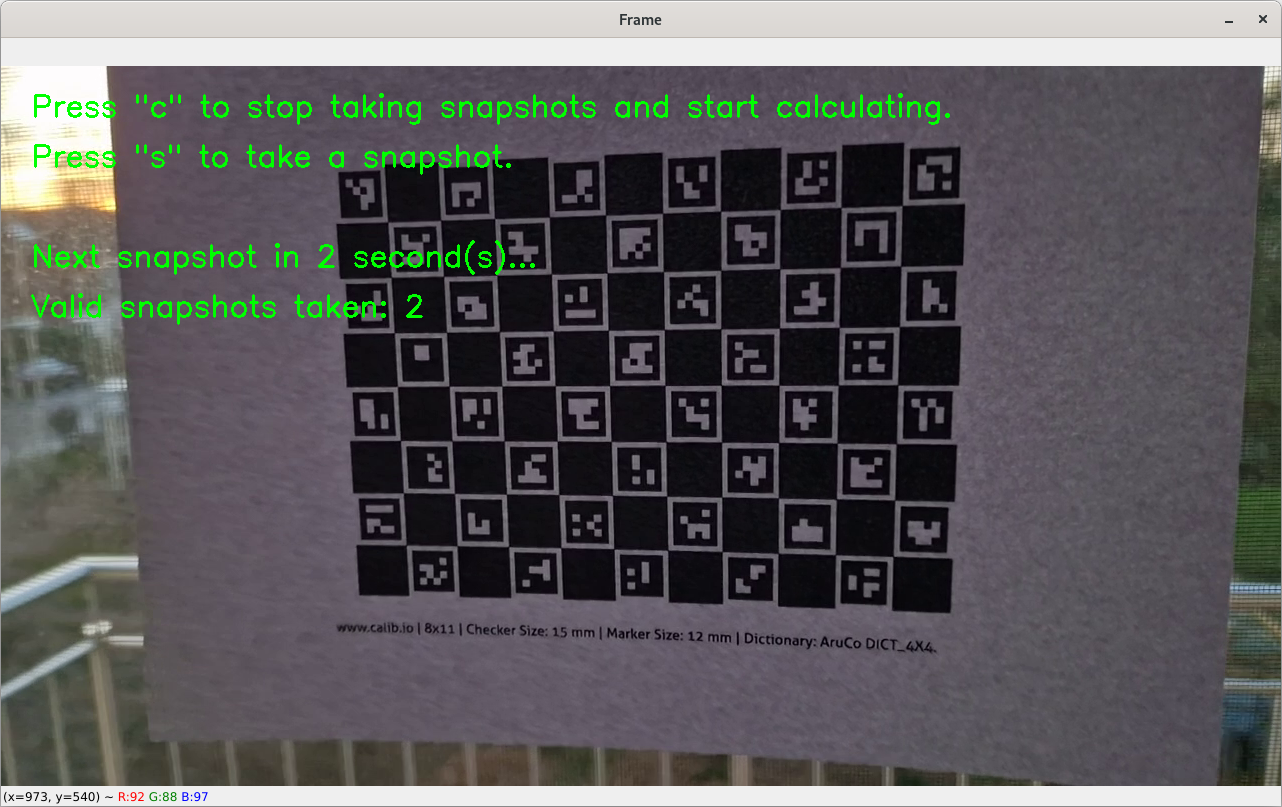 Frame
Press "c" to stop taking snapshots and start calculating.
Press "s" to take a snapshot.
Next snapshot in 2 second(s)...
Valid snapshots taken: 2
www.calib.io | 8x11 | Checker Size: 15 mm | Marker Size: 12 mm | Dictionary: AruCo DICT_4X4.
(x=973, y=540) ~ R:92 G:88 B:97